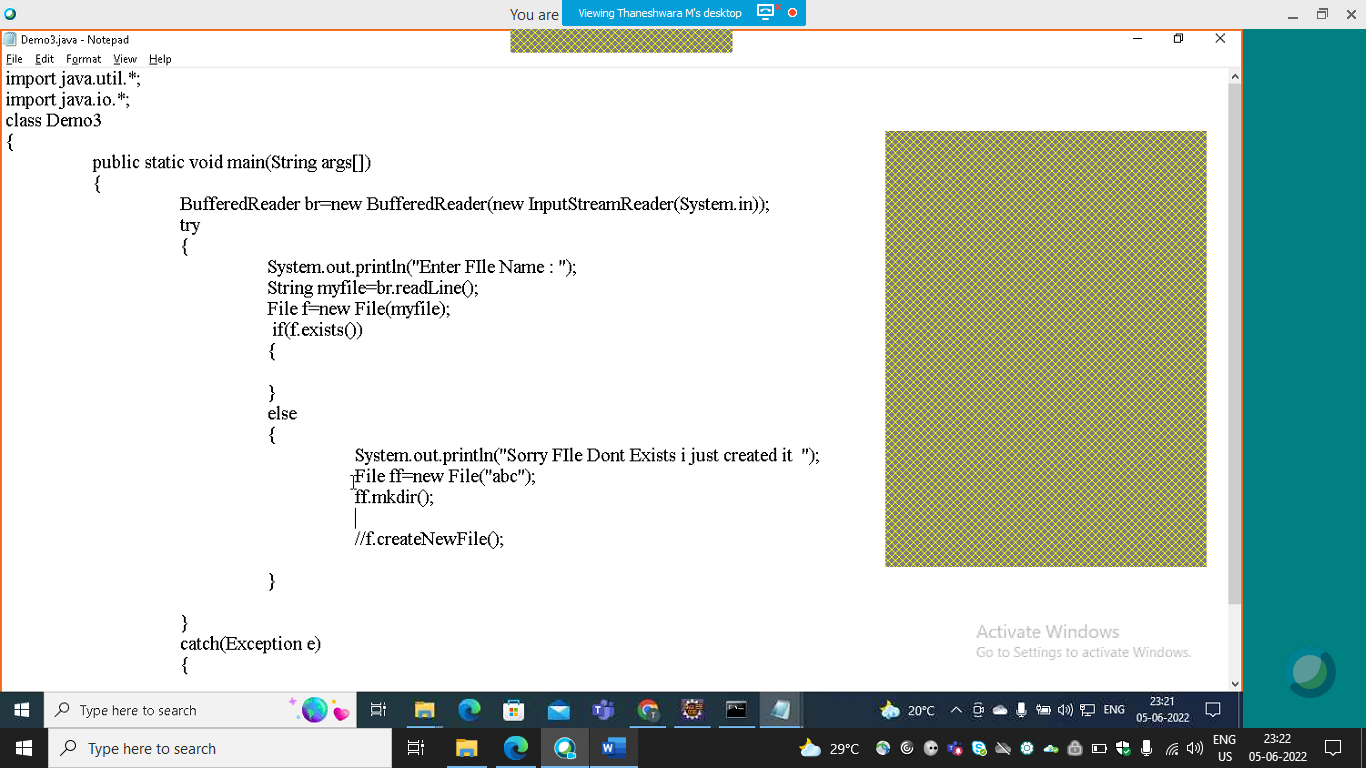 You are
Viewing Thaneshwara M's desktop
Demo3.java - Notepad
File Edit Format View Help
import java.util.*;
import java.io.*;
class Demo3
{
public static void main(String args[])
{
BufferedReader br=new BufferedReader(new InputStreamReader(System.in));
try
{
System.out.println("Enter FIle Name : ");
String myfile=br.readLine();
File f=new File(myfile);
if(f.exists())
{
}
else
{
System.out.println("Sorry FIle Dont Exists i just created it  ");
File ff=new File("abc");
ff.mkdir();
//f.createNewFile();
}
}
catch(Exception e)
{
Activate Windows
Go to Settings to activate Windows.
Type here to search
20°C
ENG
23:21
05-06-2022
Type here to search
29°C
ENG
US
23:22
05-06-2022